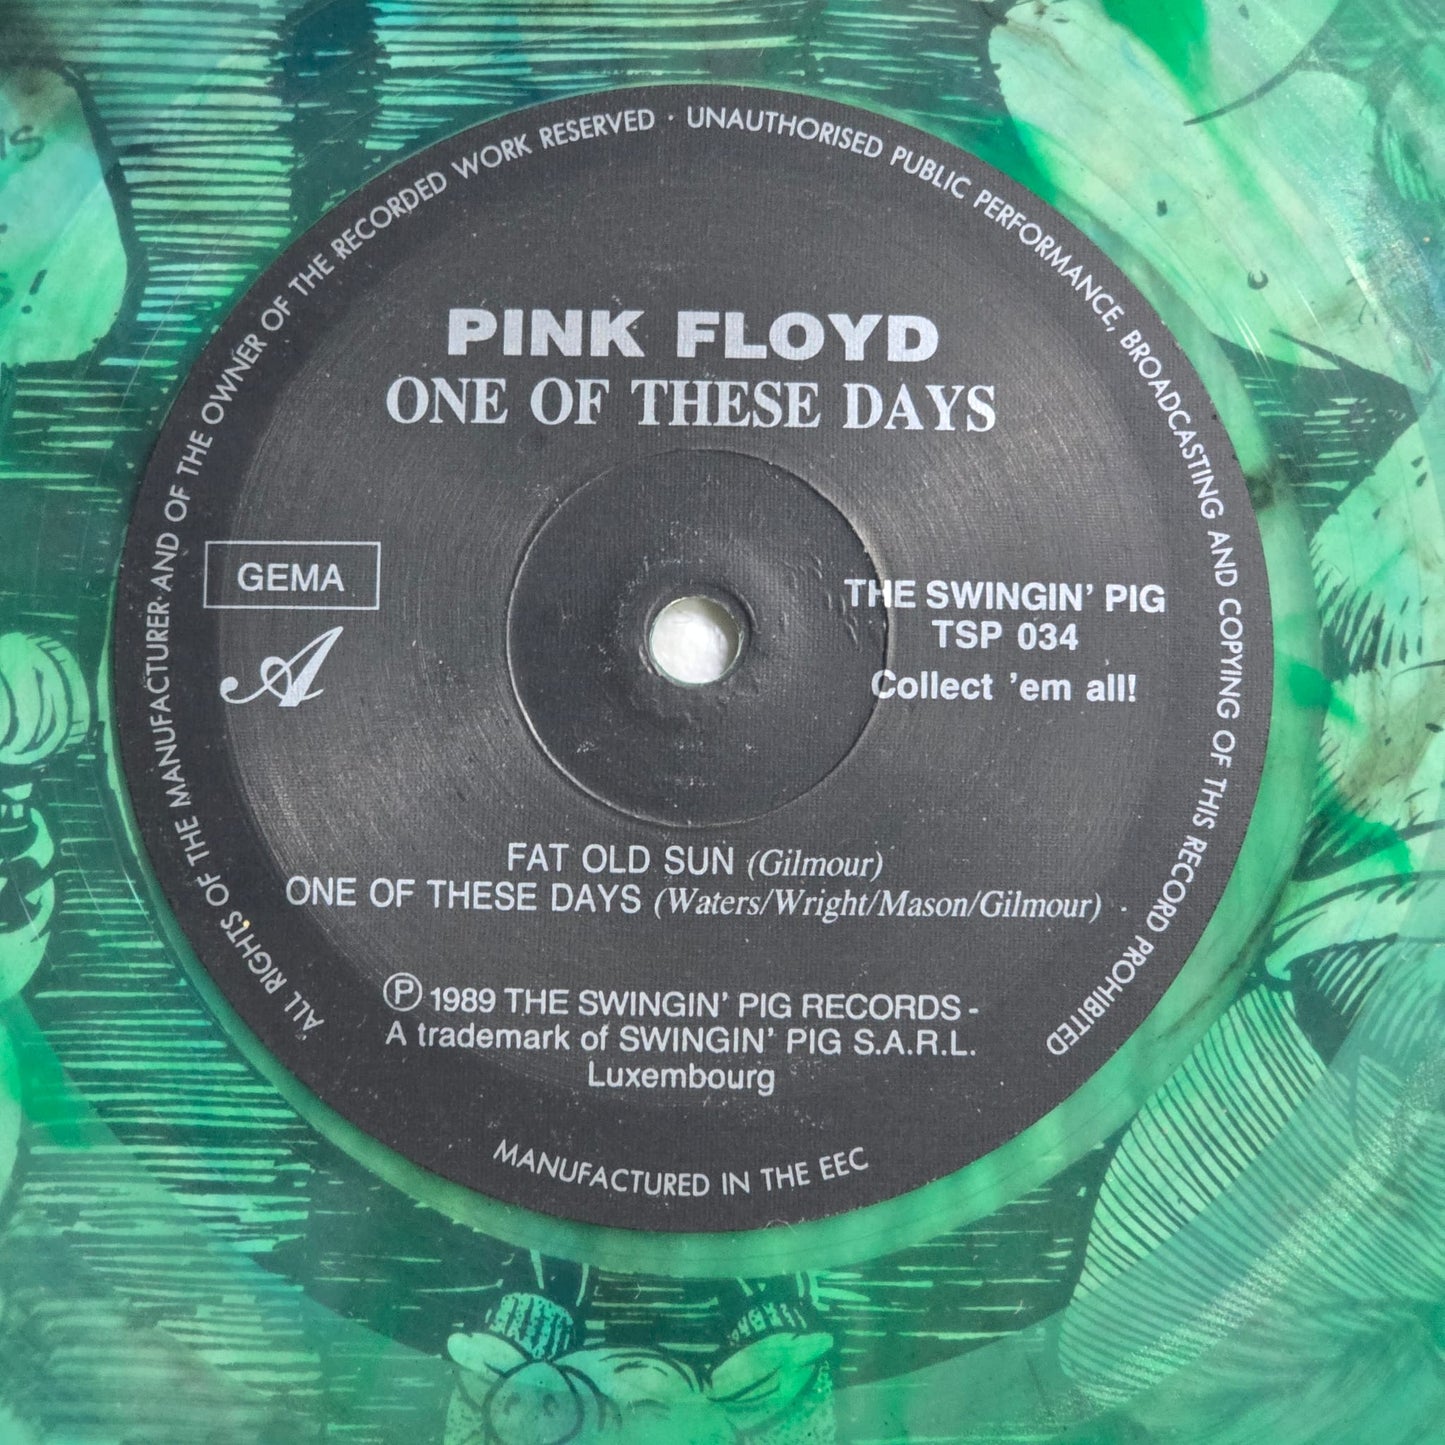 ALL RIGHTS OF THE MANUFACTURER AND OF THE OWNER OF THE RECORDED WORK RESERVED · UNAUTHORISED PUBLIC PERFORMANCE, BROADCASTING AND COPYING OF THIS RECORD PROHIBITED
PINK FLOYD
ONE OF THESE DAYS
GEMA
A
THE SWINGIN' PIG
TSP 034
Collect 'em all!
FAT OLD SUN (Gilmour)
ONE OF THESE DAYS (Waters/Wright/Mason/Gilmour)
Ⓟ 1989 THE SWINGIN' PIG RECORDS -
A trademark of SWINGIN' PIG S.A.R.L.
Luxembourg
MANUFACTURED IN THE EEC